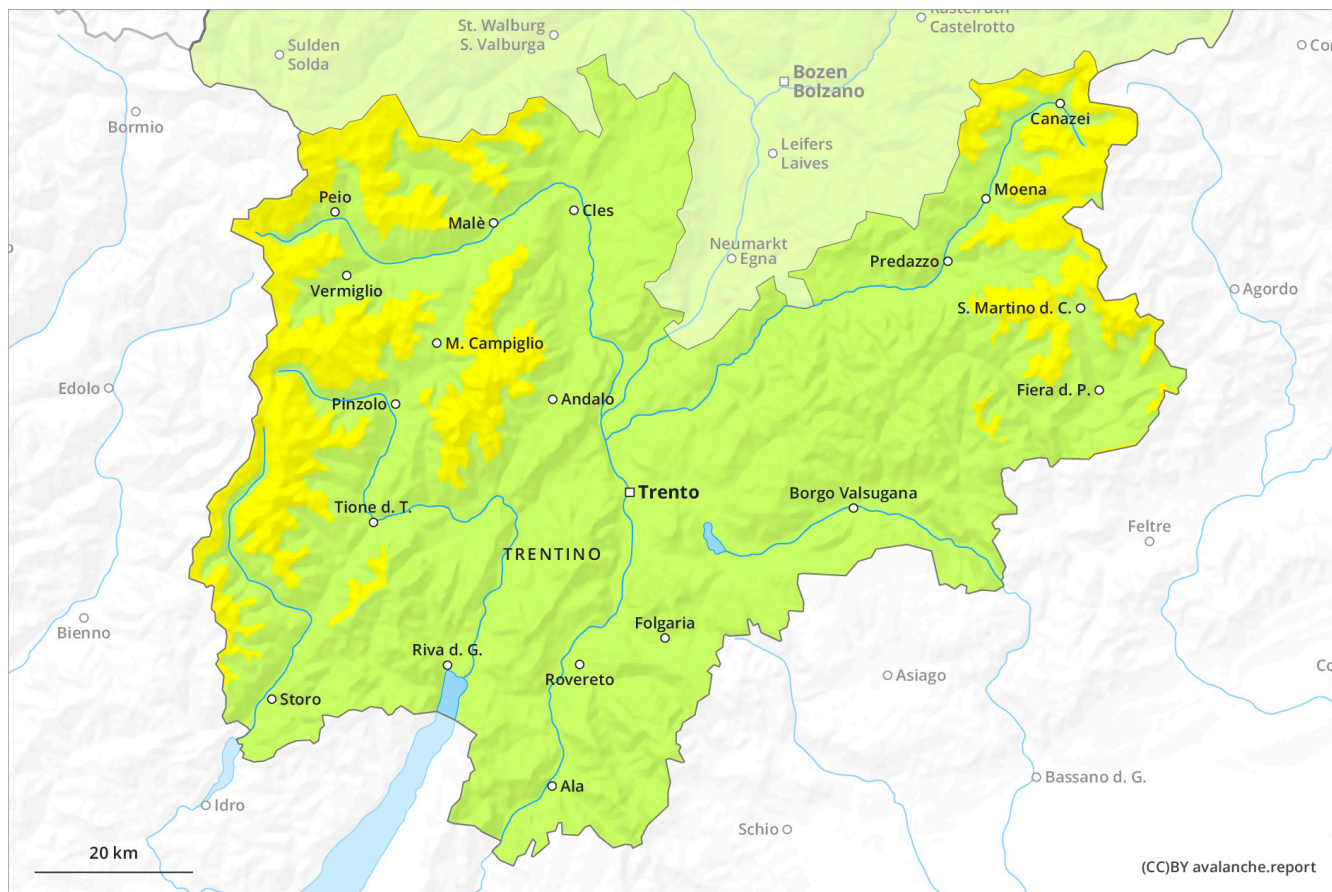 Kastelruth
Castelrotto
St. Walburg
S. Valburga
Sulden
Solda
Bozen
Bolzano
Bormio
Canazei
Leifers
Laives
Peio
Malè
Cles
Moena
Neumarkt
Egna
Predazzo
Vermiglio
Agordo
S. Martino d. C.
M. Campiglio
Edolo
Pinzolo
Andalo
Fiera d. P.
Trento
Borgo Valsugana
Tione d. T.
Feltre
TRENTINO
Bienno
Folgaria
Riva d. G.
Rovereto
Asiago
Storo
Ala
Bassano d. G.
Idro
Schio
20 km
(CC)BY avalanche.report